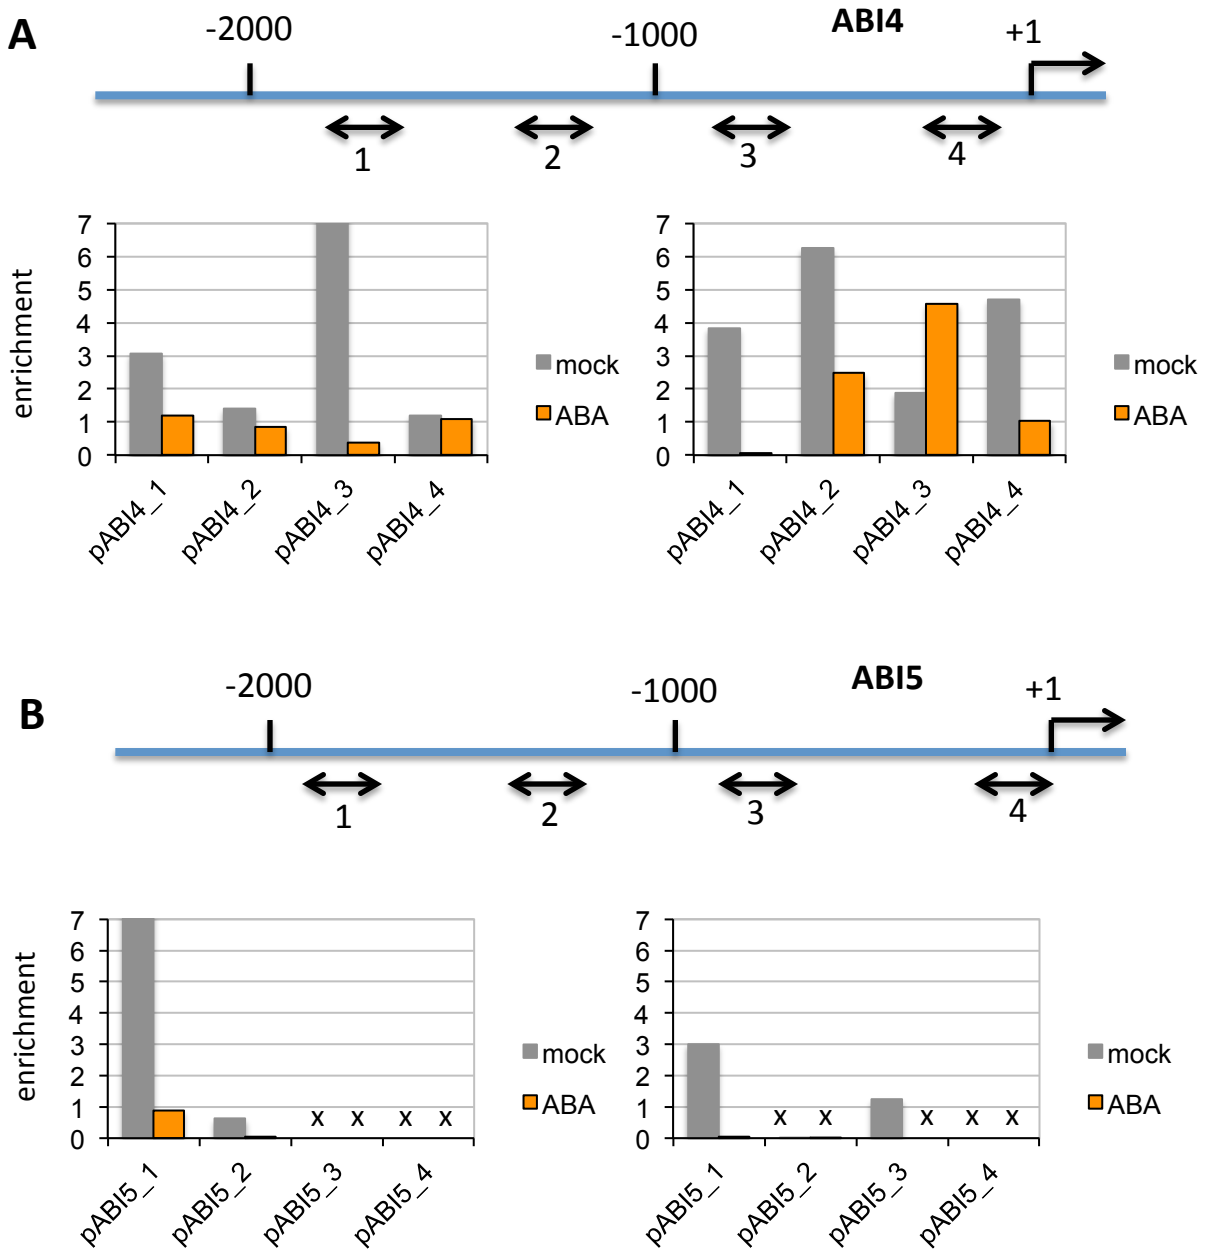 A
-2000
-1000
ABI4
+1
1
2
3
4
enrichment
7
6
5
4
3
2
1
0
pABI4_1
pABI4_2
pABI4_3
pABI4_4
mock
ABA
7
6
5
4
3
2
1
0
pABI4_1
pABI4_2
pABI4_3
pABI4_4
mock
ABA
B
-2000
-1000
ABI5
+1
1
2
3
4
enrichment
7
6
5
4
3
2
1
0
x x x x
pABI5_1
pABI5_2
pABI5_3
pABI5_4
mock
ABA
7
6
5
4
3
2
1
0
x x x x x
pABI5_1
pABI5_2
pABI5_3
pABI5_4
mock
ABA